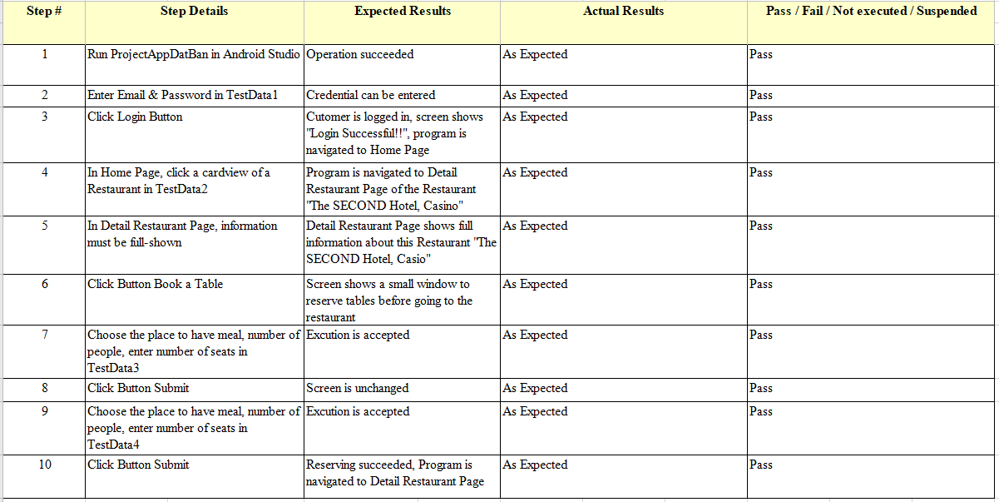 Step # Step Details Expected Results Actual Results Pass / Fail / Not executed / Suspended
1 Run ProjectAppDatBan in Android Studio Operation succeeded As Expected Pass
2 Enter Email & Password in TestData1 Credential can be entered As Expected Pass
3 Click Login Button Cutomer is logged in, screen shows As Expected Pass
"Login Successful!!", program is
navigated to Home Page
4 In Home Page, click a cardview of a Program is navigated to Detail As Expected Pass
Restaurant in TestData2 Restaurant Page of the Restaurant
"The SECOND Hotel, Casino"
5 In Detail Restaurant Page, information Detail Restaurant Page shows full As Expected Pass
must be full-shown information about this Restaurant "The
SECOND Hotel, Casio"
6 Click Button Book a Table Screen shows a small window to As Expected Pass
reserve tables before going to the
restaurant
7 Choose the place to have meal, number of Excution is accepted As Expected Pass
people, enter number of seats in
TestData3
8 Click Button Submit Screen is unchanged As Expected Pass
9 Choose the place to have meal, number of Excution is accepted As Expected Pass
people, enter number of seats in
TestData4
10 Click Button Submit Reserving succeeded, Program is As Expected Pass
navigated to Detail Restaurant Page